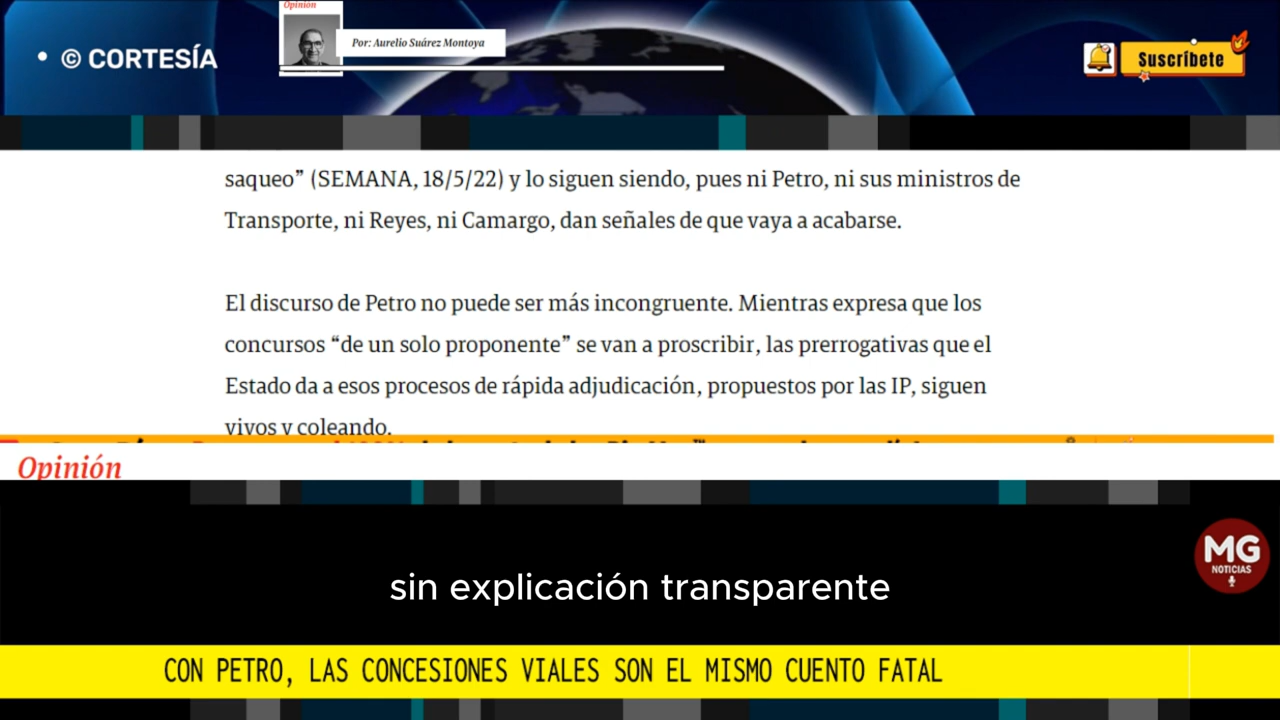 Opinión
Por: Aurelio Suárez Montoya
• © CORTESÍA
Suscríbete
saqueo” (SEMANA, 18/5/22) y lo siguen siendo, pues ni Petro, ni sus ministros de
Transporte, ni Reyes, ni Camargo, dan señales de que vaya a acabarse.
El discurso de Petro no puede ser más incongruente. Mientras expresa que los
concursos “de un solo proponente” se van a proscribir, las prerrogativas que el
Estado da a esos procesos de rápida adjudicación, propuestos por las IP, siguen
vivos y coleando.
Opinión
MG
NOTICIAS
sin explicación transparente
CON PETRO, LAS CONCESIONES VIALES SON EL MISMO CUENTO FATAL